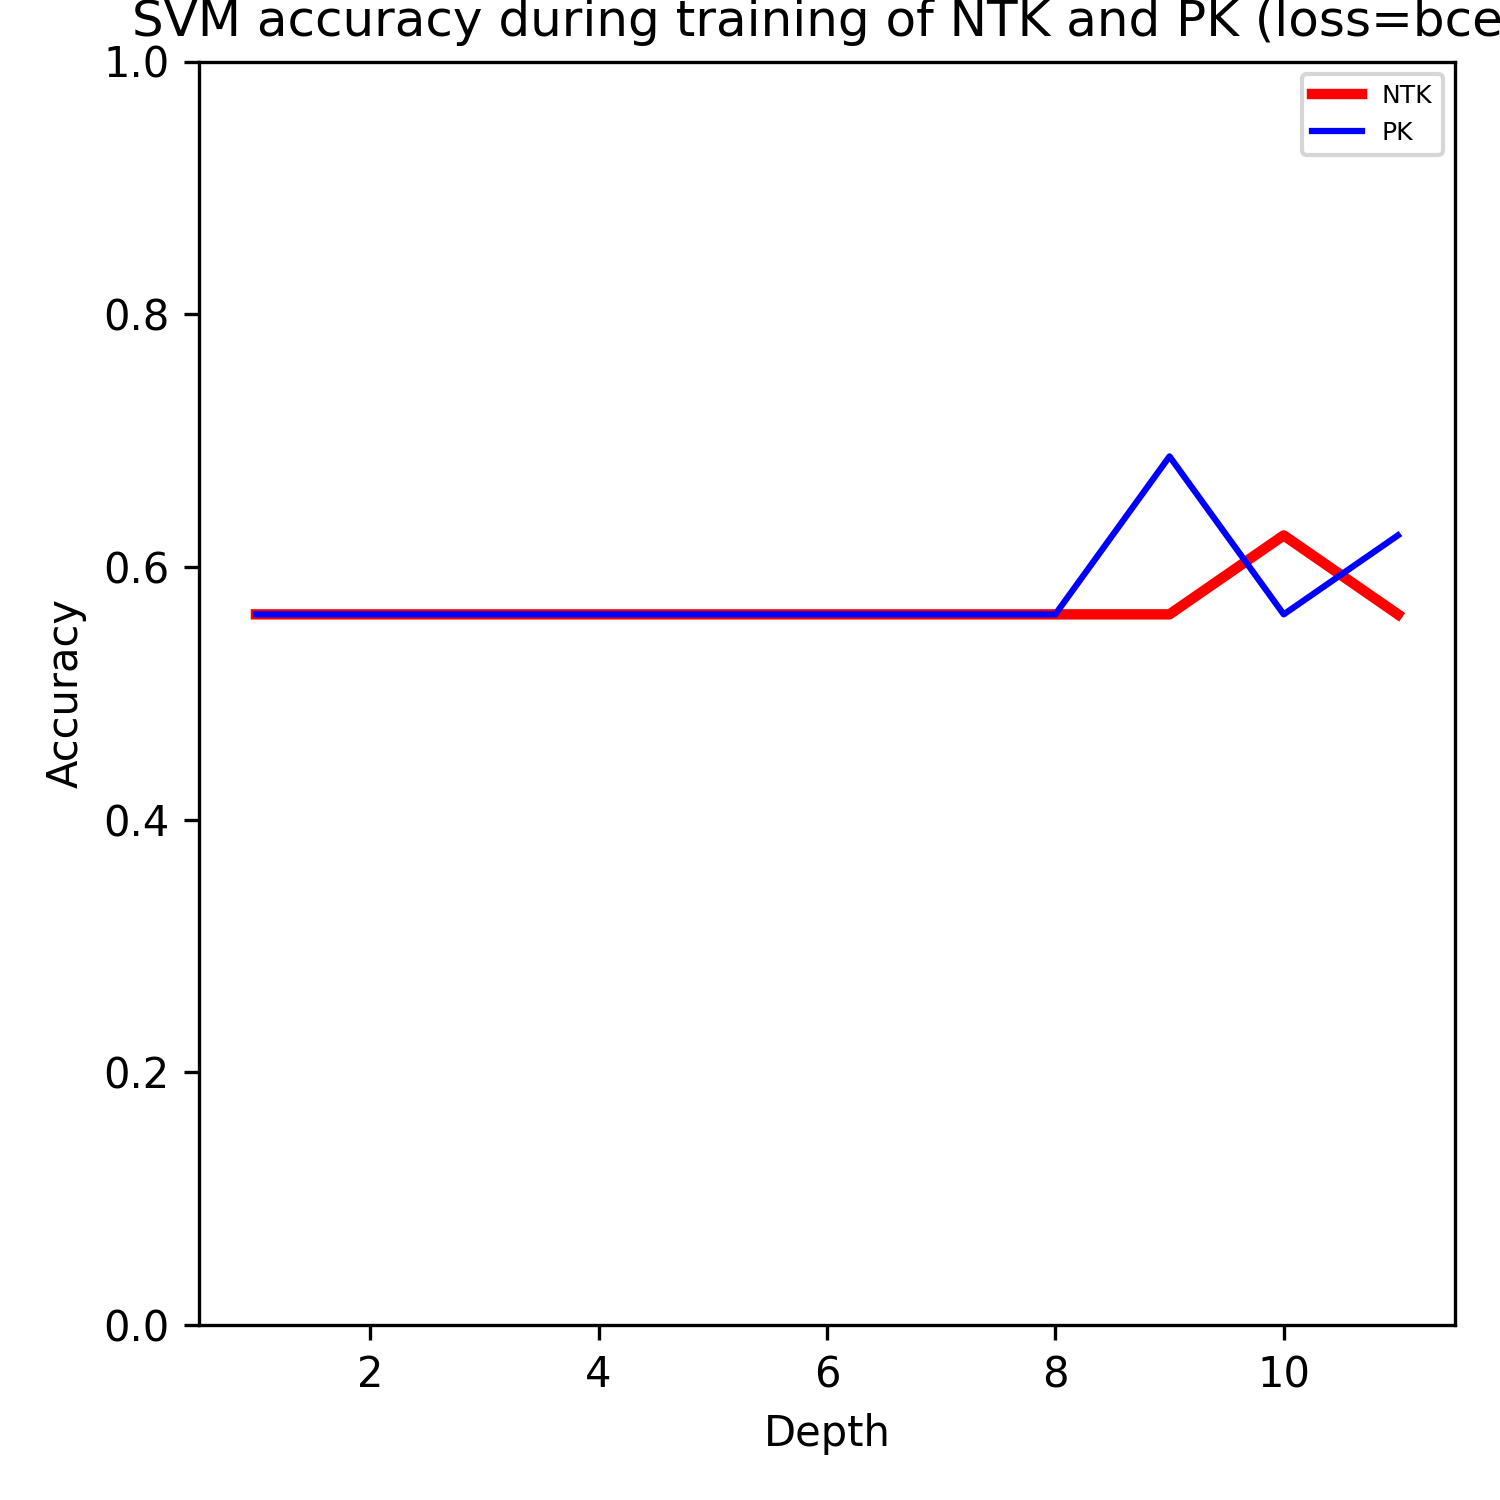 SVM accuracy during training of NTK and PK (loss=bce
1.0
NTK
PK
0.8
0.6
0.4
0.2
0.0
Accuracy
2 4 6 8 10
Depth